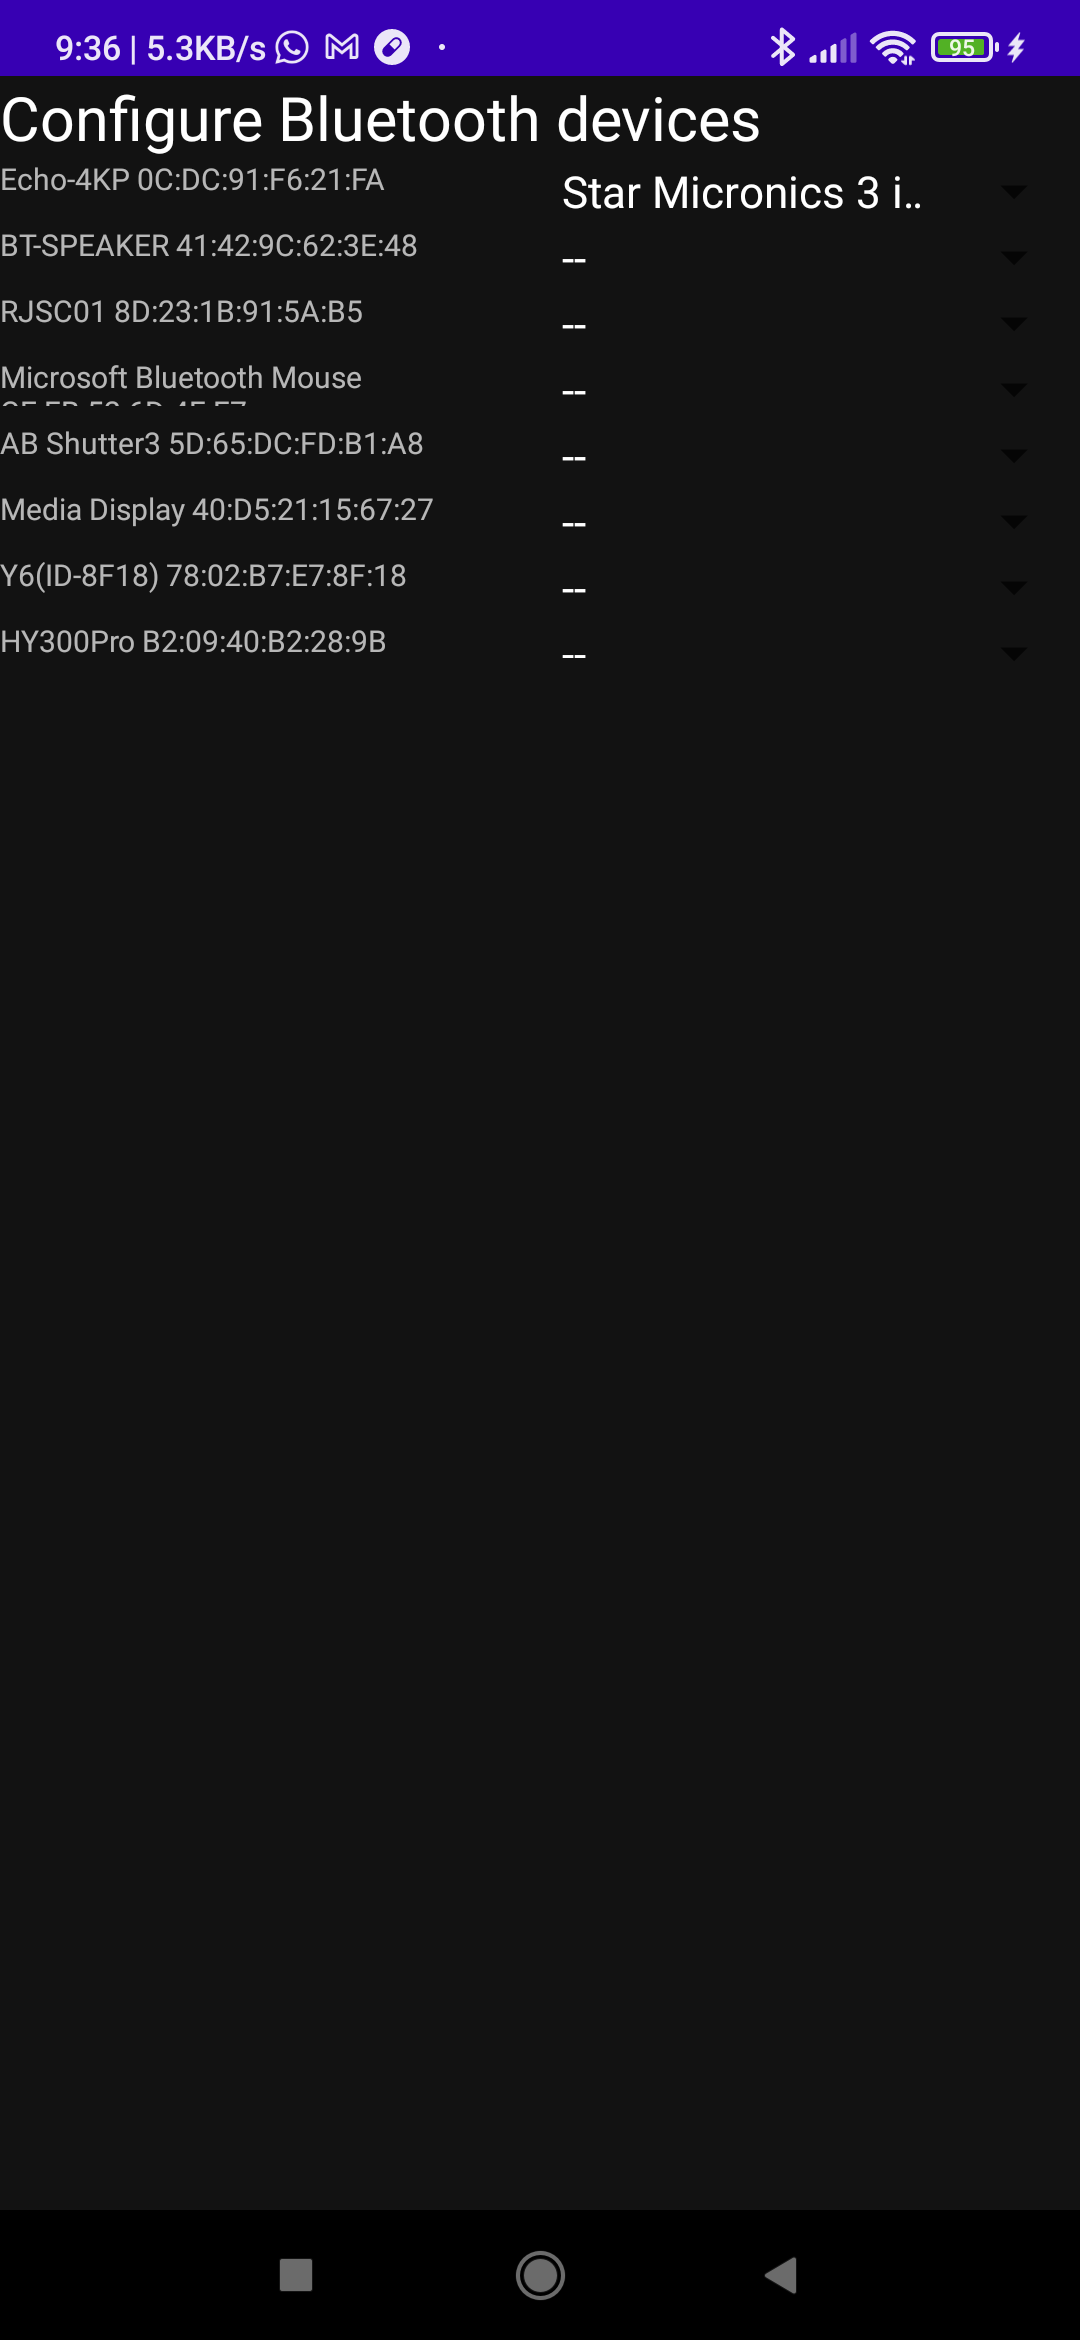 9:36 | 5.3KB/s
95
Configure Bluetooth devices
Echo-4KP 0C:DC:91:F6:21:FA
Star Micronics 3 i..
BT-SPEAKER 41:42:9C:62:3E:48
--
RJSC01 8D:23:1B:91:5A:B5
--
Microsoft Bluetooth Mouse
--
AB Shutter3 5D:65:DC:FD:B1:A8
--
Media Display 40:D5:21:15:67:27
--
Y6(ID-8F18) 78:02:B7:E7:8F:18
--
HY300Pro B2:09:40:B2:28:9B
--